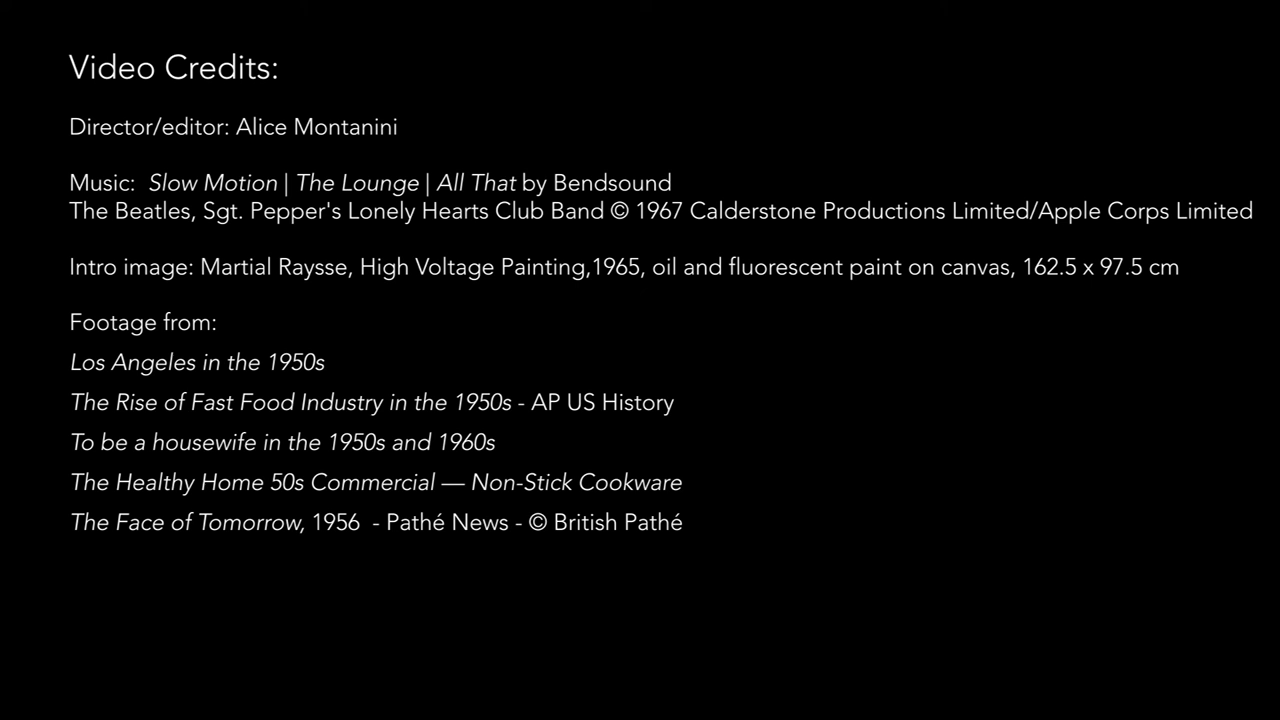 Video Credits:
Director/editor: Alice Montanini
Music: Slow Motion | The Lounge | All That by Bendsound
The Beatles, Sgt. Pepper's Lonely Hearts Club Band © 1967 Calderstone Productions Limited/Apple Corps Limited
Intro image: Martial Raysse, High Voltage Painting,1965, oil and fluorescent paint on canvas, 162.5 x 97.5 cm
Footage from:
Los Angeles in the 1950s
The Rise of Fast Food Industry in the 1950s - AP US History
To be a housewife in the 1950s and 1960s
The Healthy Home 50s Commercial — Non-Stick Cookware
The Face of Tomorrow, 1956 - Pathé News - © British Pathé